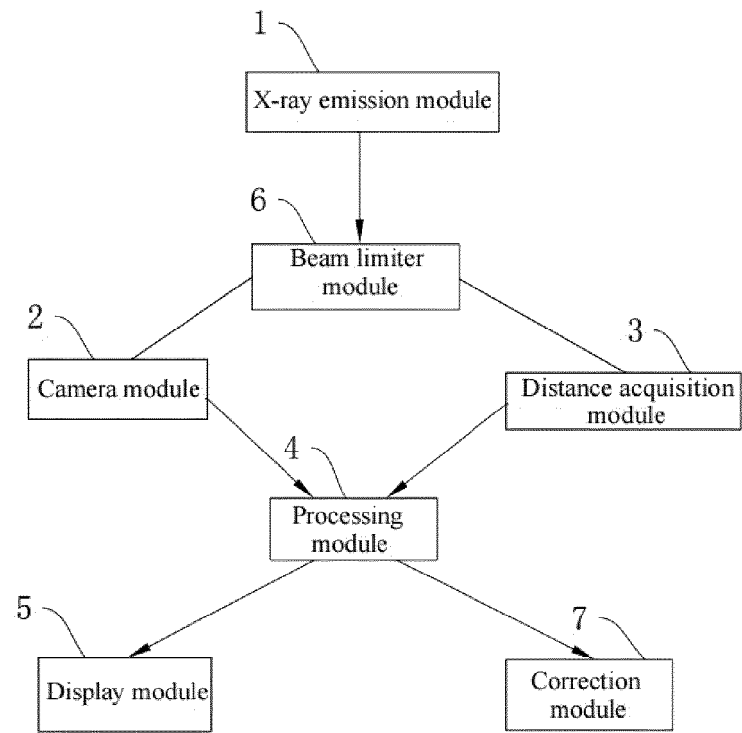 1
X-ray emission module
6
Beam limiter
module
2
Camera module
3
Distance acquisition
module
4
Processing
module
5
Display module
7
Correction
module